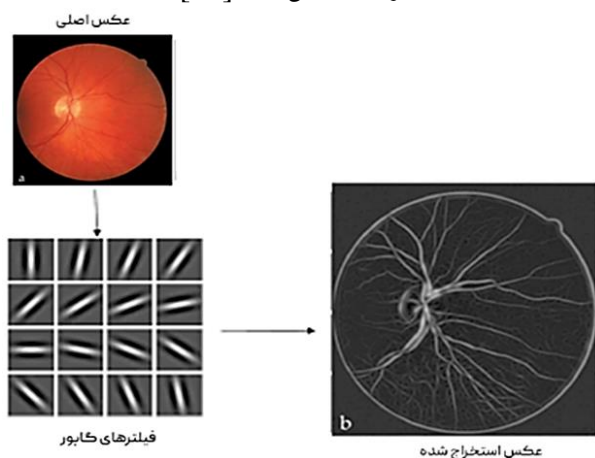 عکس اصلی
a
فیلترهای گابور
b
عکس استخراج شده